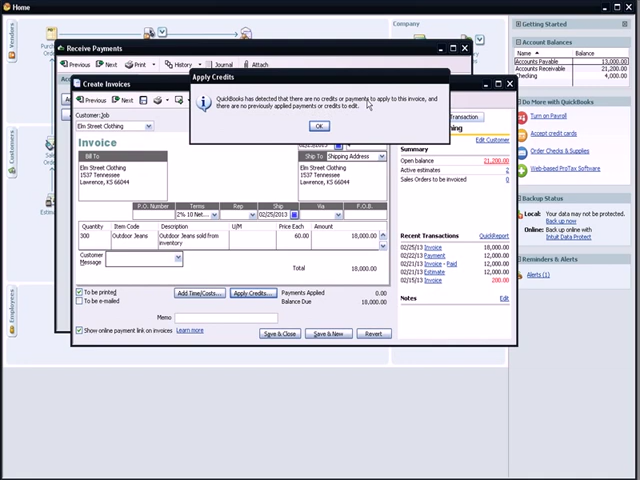 Home
Vendors
Purchase
Orders
Company
Getting Started
Account Balances
Name
Balance
Accounts Payable 13,000.00
Accounts Receivable 21,200.00
Checking 4,000.00
Do More with QuickBooks
Turn on Payroll
Accept credit cards
Order Checks & Supplies
Web-based ProTax Software
Backup Status
Local: Your data may not be protected.
Back up now
Online: Back up online with
Intuit Data Protect
Reminders & Alerts
Alerts (1)
Customers
Employees
Receive Payments
Previous
Next
Print
History
Journal
Attach
Create Invoices
Previous
Next
Customer:Job
Elm Street Clothing
Invoice
Bill To
Elm Street Clothing
1537 Tennessee
Lawrence, KS 66044
Ship To
Shipping Address
Elm Street Clothing
1537 Tennessee
Lawrence, KS 66044
P.O. Number Terms Rep Ship Via F.O.B.
2% 10 Net... 02/25/2013
Quantity Item Code Description U/M Price Each Amount
300 Outdoor Jeans Outdoor Jeans sold from inventory 60.00 18,000.00
Customer
Message
Total 18,000.00
To be printed
To be e-mailed
Add Time/Costs...
Apply Credits...
Payments Applied 0.00
Balance Due 18,000.00
Memo
Show online payment link on invoices
Learn more
Save & Close
Save & New
Revert
Apply Credits
QuickBooks has detected that there are no credits or payments to apply to this invoice, and
there are no previously applied payments or credits to edit.
OK
Transaction
Edit Customer
Summary
Open balance 21,200.00
Active estimates 2
Sales Orders to be invoiced 0
Recent Transactions QuickReport
02/25/13 Invoice 18,000.00
02/25/13 Payment 12,000.00
02/21/13 Invoice - Paid 12,000.00
02/21/13 Estimate 12,000.00
02/15/13 Invoice 200.00
Notes Edit